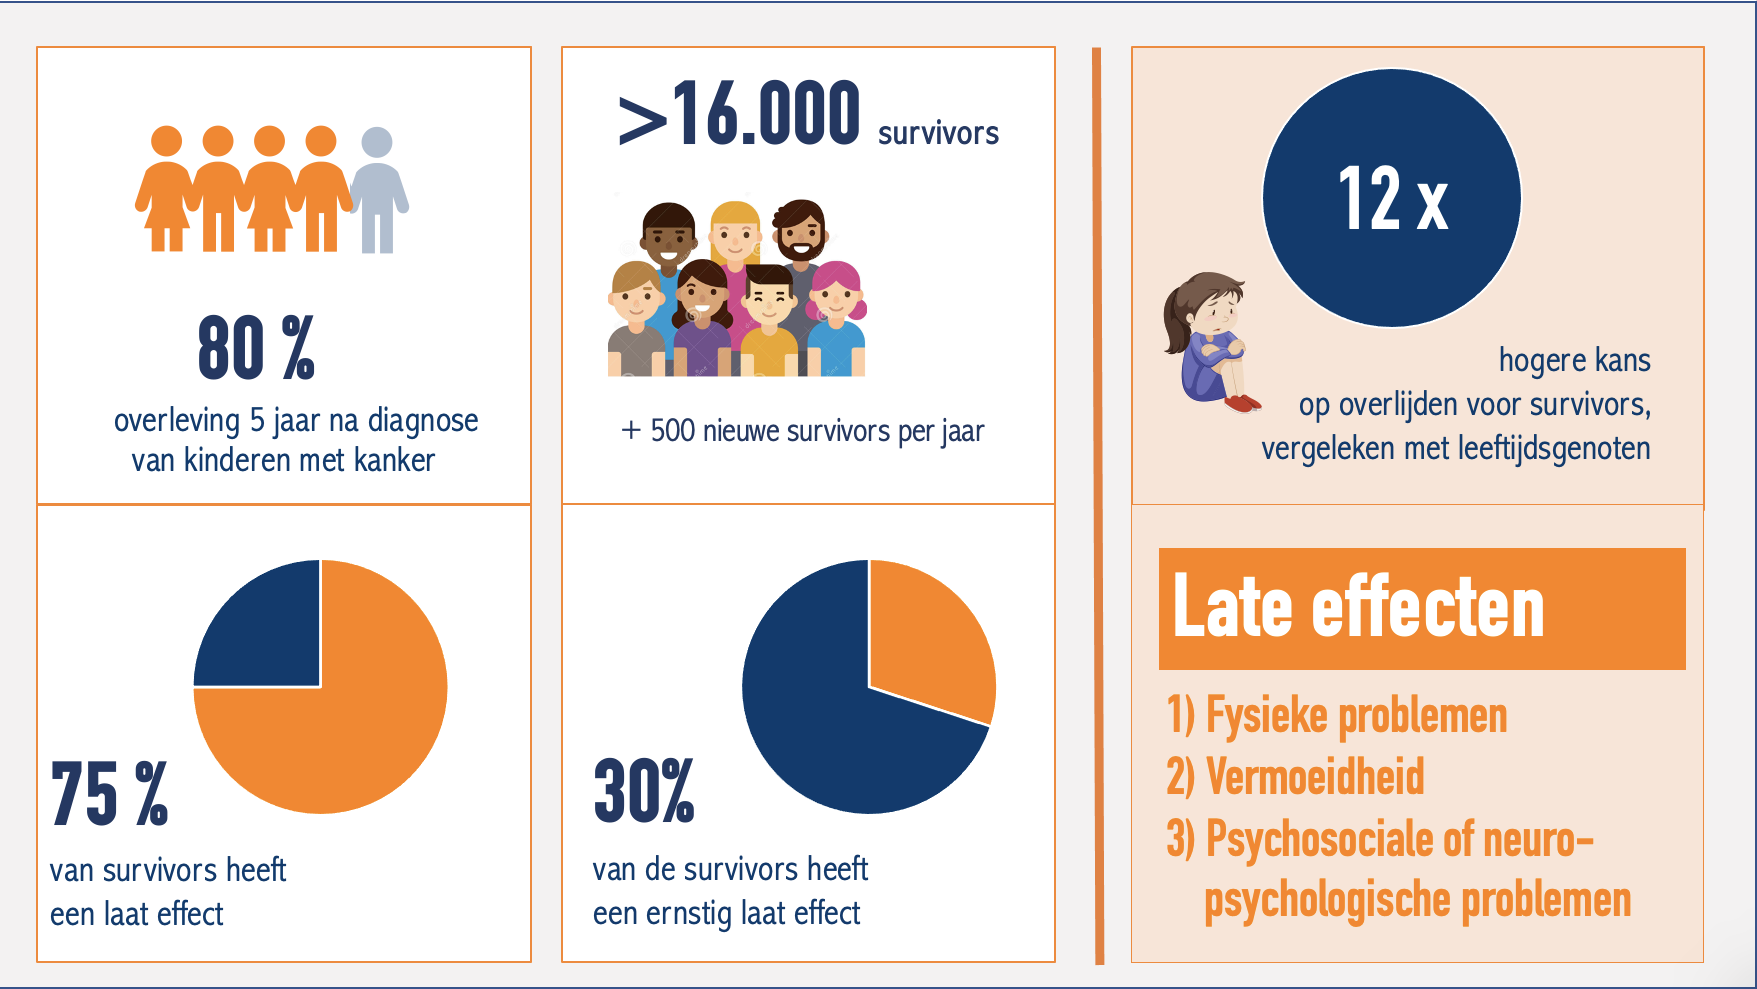 80 %
overleving 5 jaar na diagnose
van kinderen met kanker
>16.000 survivors
+ 500 nieuwe survivors per jaar
12 x
hogere kans
op overlijden voor survivors,
vergeleken met leeftijdsgenoten
75 %
van survivors heeft
een laat effect
30%
van de survivors heeft
een ernstig laat effect
Late effecten
1) Fysieke problemen
2) Vermoeidheid
3) Psychosociale of neuro-
psychologische problemen